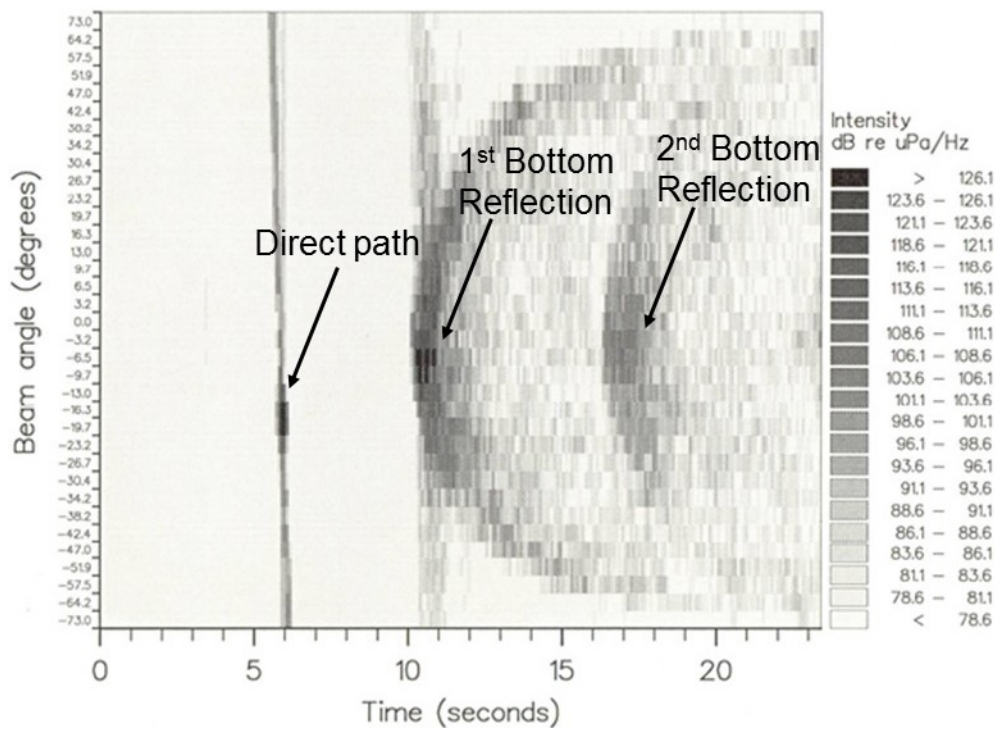 73.0
64.2
57.5
51.9
47.0
42.4
30.2
34.2
30.4
26.7
23.2
19.7
16.3
13.0
9.7
6.5
3.2
0.0
-3.2
-6.5
-9.7
-13.0
-16.3
-19.7
-23.2
-26.7
-30.4
-34.2
-38.2
-42.4
-47.0
-51.9
-57.5
-64.2
-73.0
Beam angle (degrees)
Direct path
1st Bottom
Reflection
2nd Bottom
Reflection
0 5 10 15 20
Time (seconds)
Intensity
dB re uPa/Hz
> 126.1
123.6 – 126.1
121.1 – 123.6
118.6 – 121.1
116.1 – 118.6
113.6 – 116.1
111.1 – 113.6
108.6 – 111.1
106.1 – 108.6
103.6 – 106.1
101.1 – 103.6
98.6 – 101.1
96.1 – 98.6
93.6 – 96.1
91.1 – 93.6
88.6 – 91.1
86.1 – 88.6
83.6 – 86.1
81.1 – 83.6
78.6 – 81.1
< 78.6